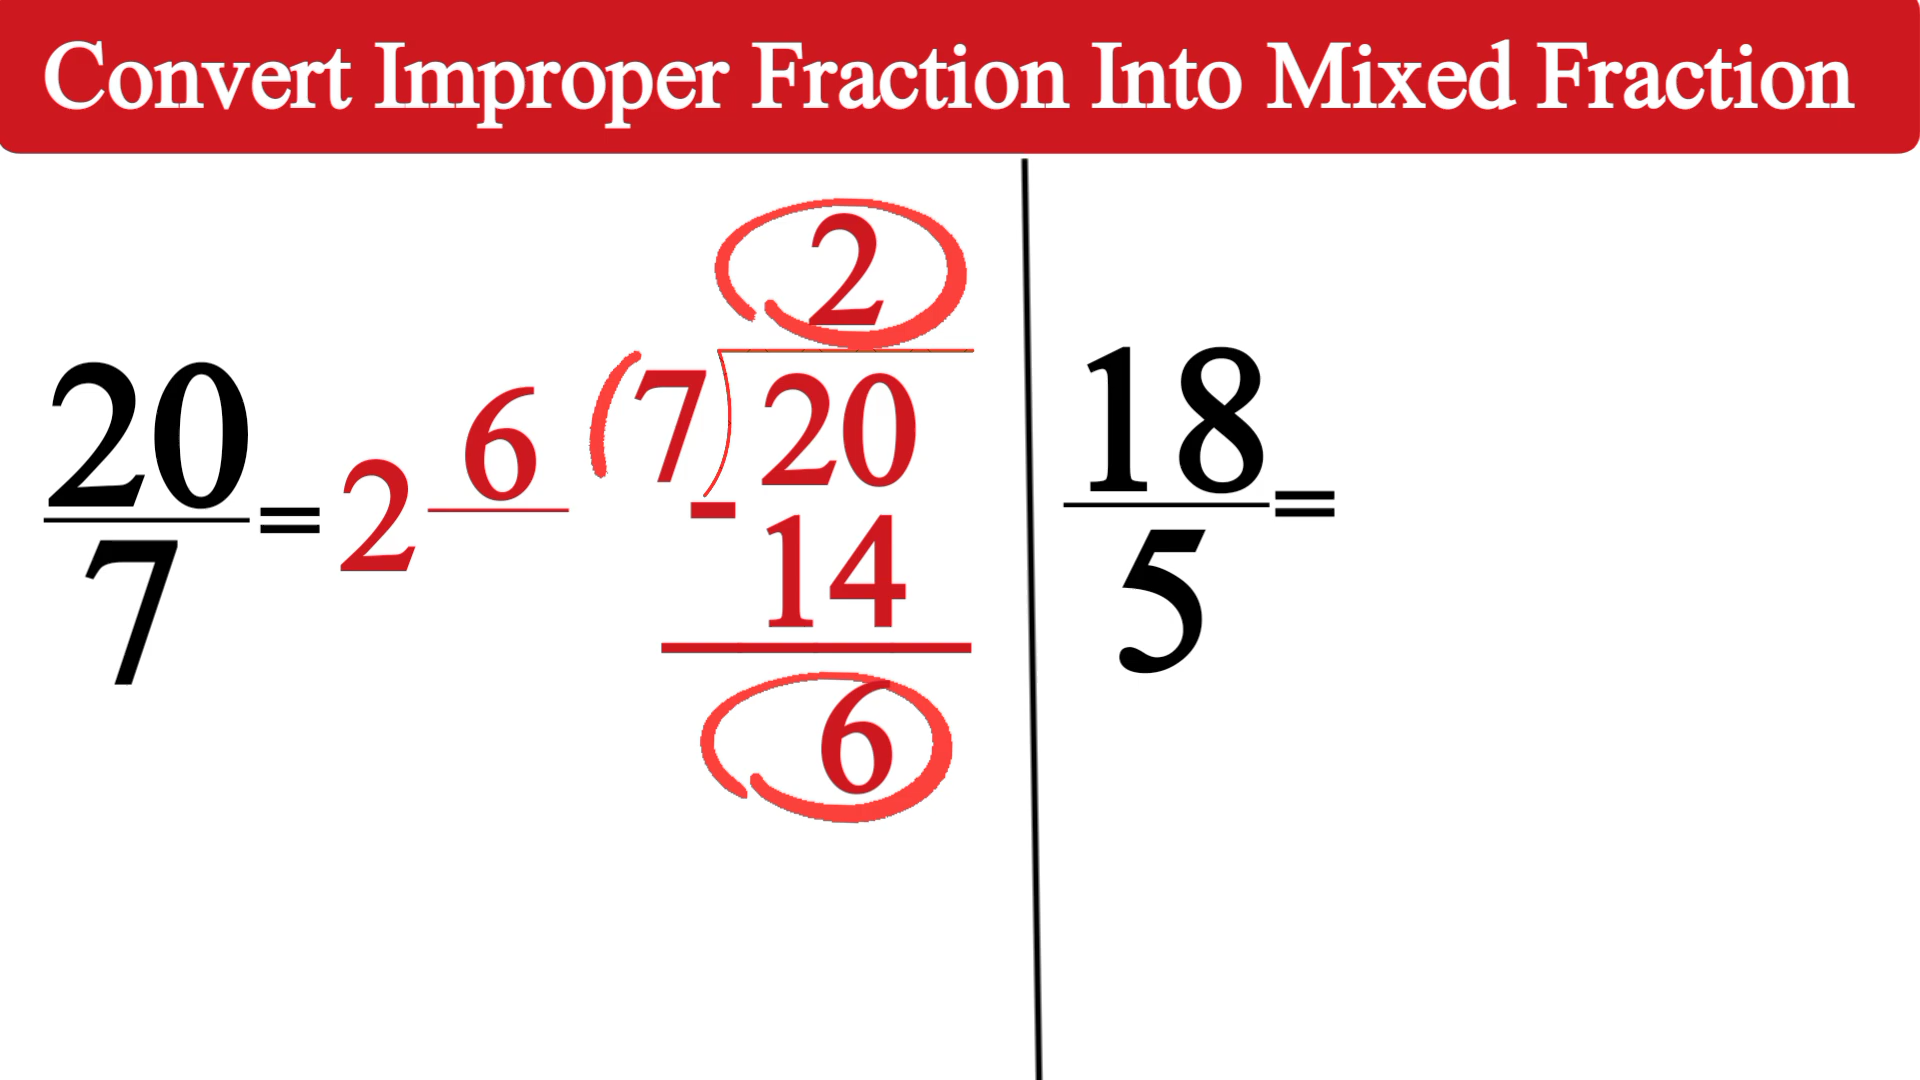 Convert Improper Fraction Into Mixed Fraction
2
20/7 = 2 6/ 7)20
- 14
6
18/5 =